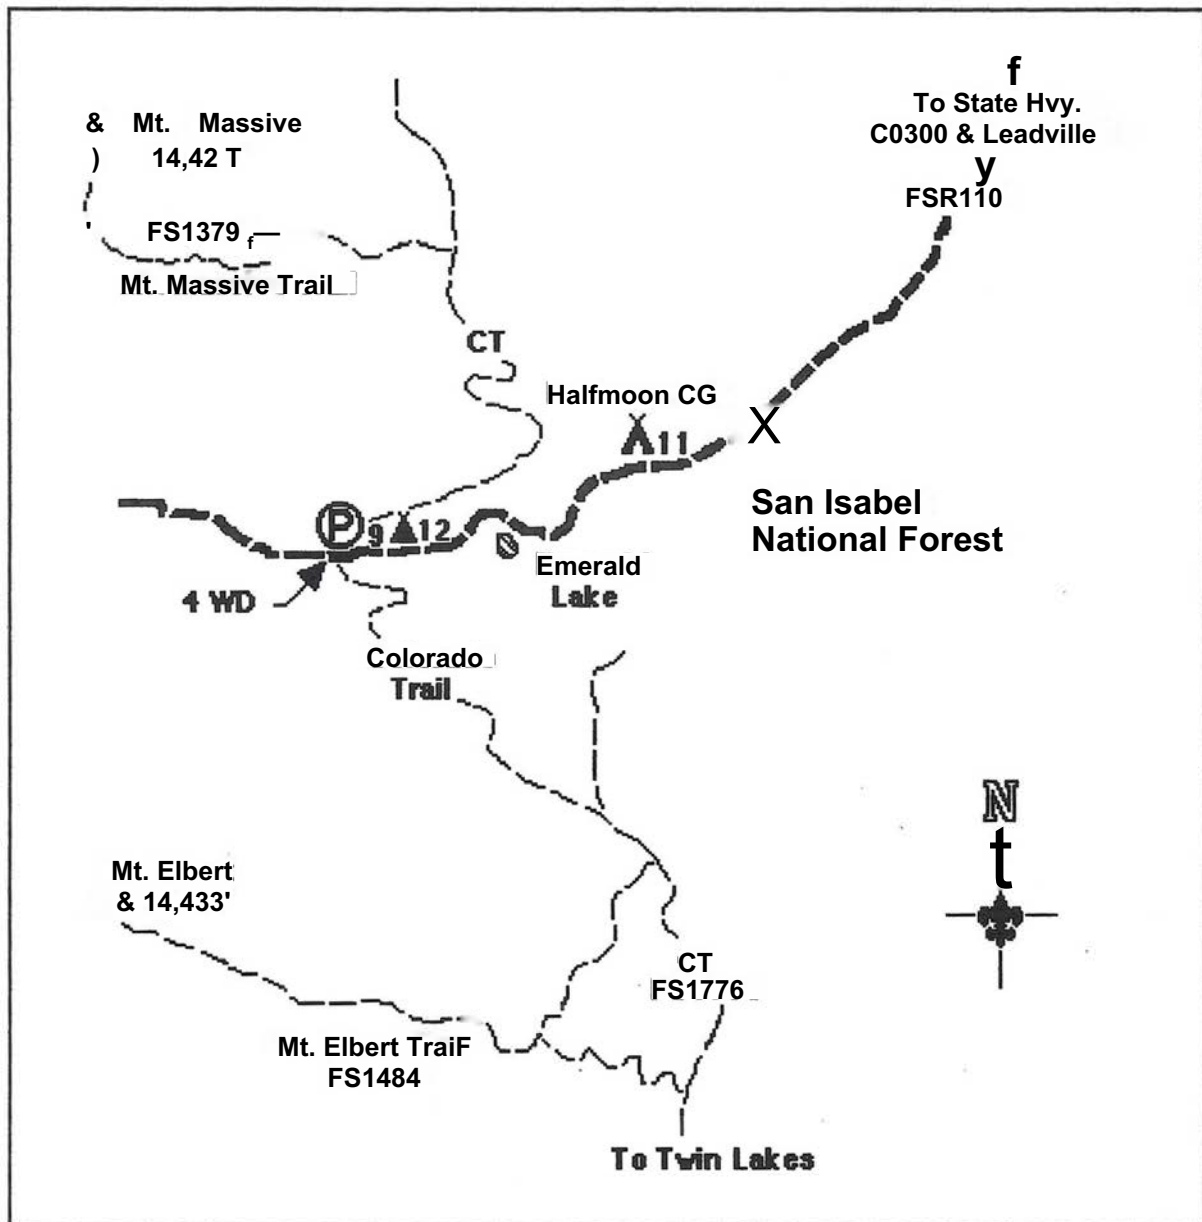 f
To State Hvy.
C0300 & Leadville
y
FSR110
& Mt. Massive
) 14,42 T
' FS1379 f—
Mt. Massive Trail
CT
Halfmoon CG
X
11
San Isabel
National Forest
P
9
12
Emerald
Lake
4 WD
Colorado
Trail
N
t
Mt. Elbert
& 14,433'
CT
FS1776
Mt. Elbert TraiF
FS1484
To Twin Lakes